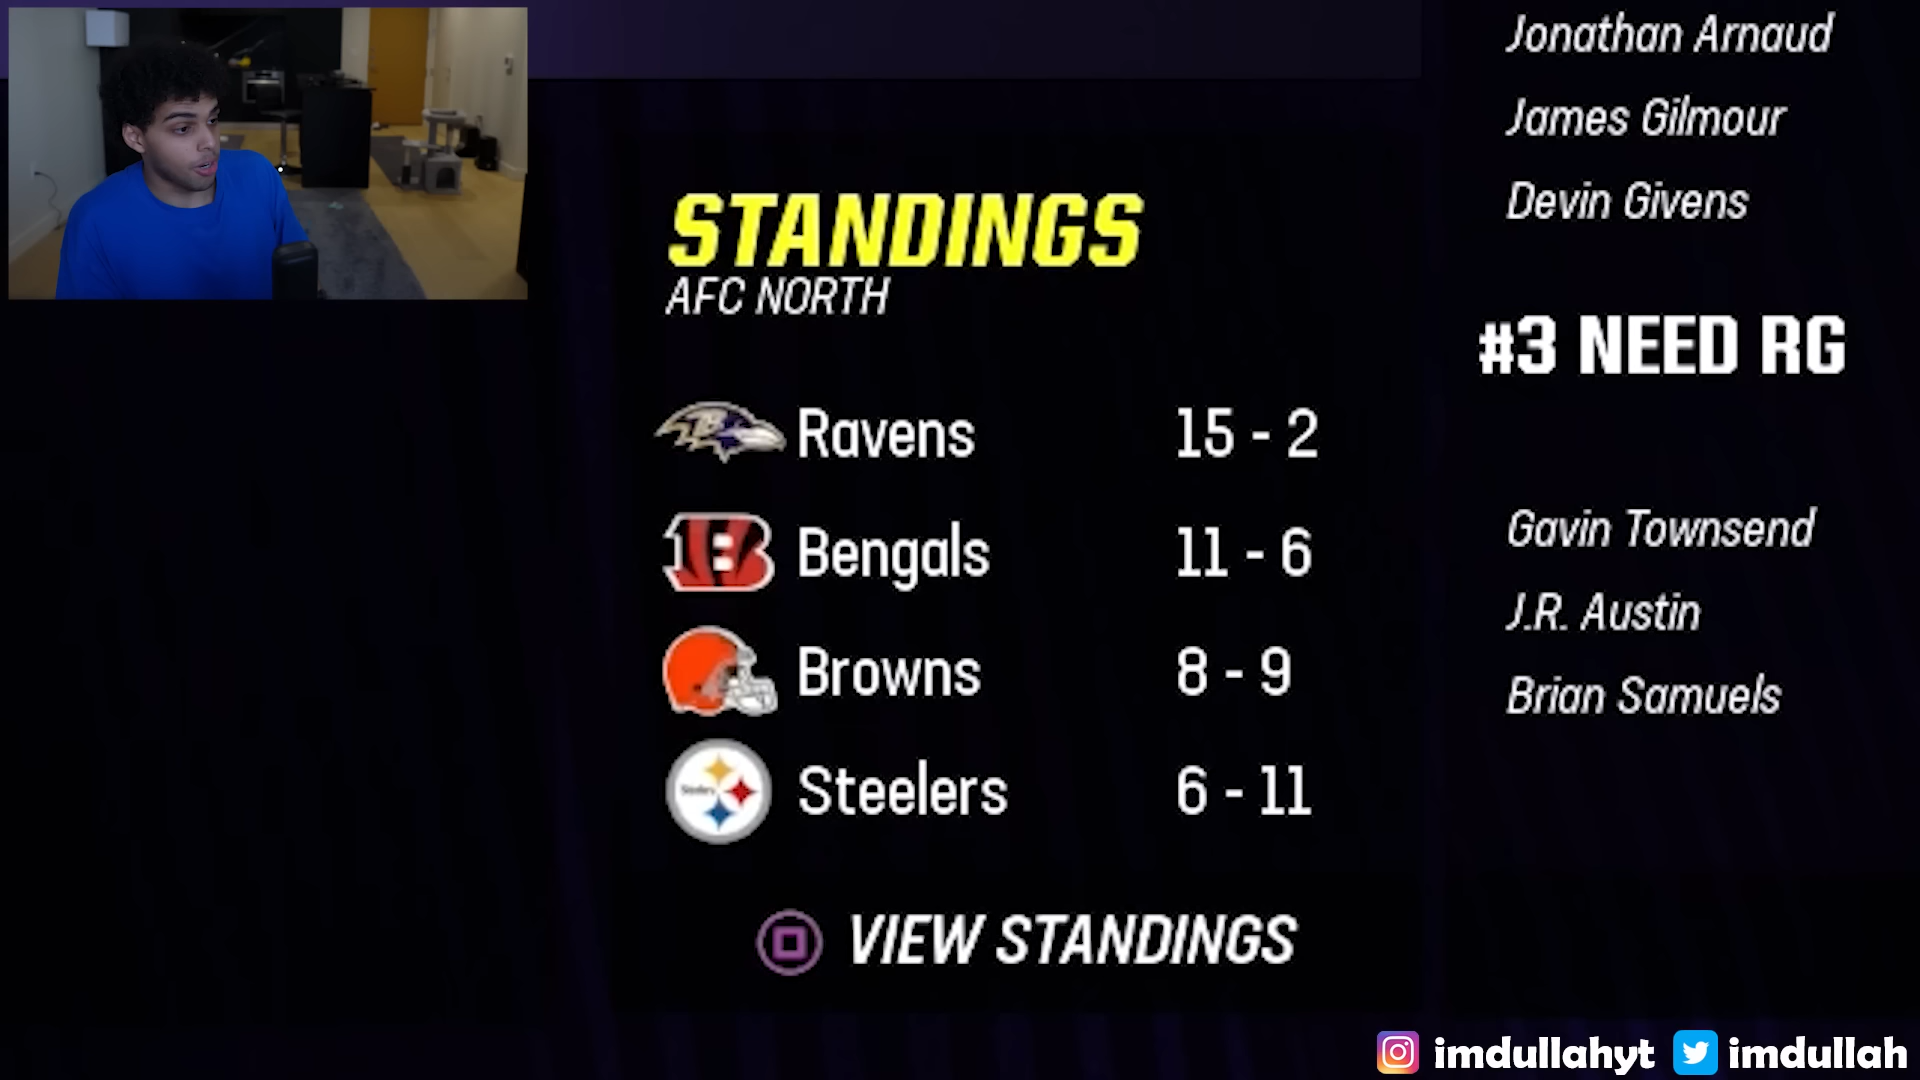 Jonathan Arnaud
James Gilmour
Devin Givens
STANDINGS
AFC NORTH
#3 NEED RG
Ravens 15 - 2
Bengals 11 - 6
Browns 8 - 9
Steelers 6 - 11
Gavin Townsend
J.R. Austin
Brian Samuels
VIEW STANDINGS
imdullahyt imdullah